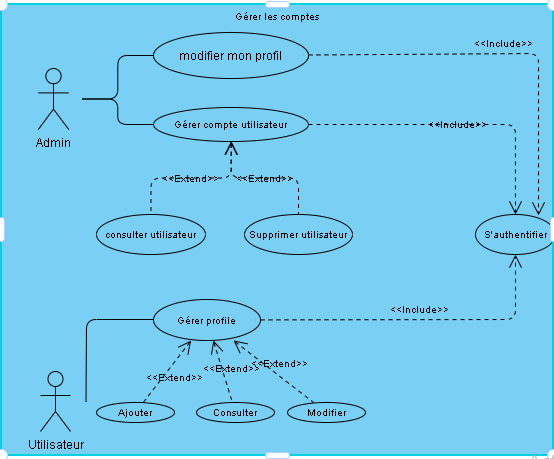 Gérer les comptes
<<Include>>
modifier mon profil
Gérer compte utilisateur
<<Include>>
Admin
<<Extend>>
<<Extend>>
consulter utilisateur
Supprimer utilisateur
S'authentifier
<<Include>>
Gérer profile
<<Extend>>
<<Extend>>
<<Extend>>
Ajouter
Consulter
Modifier
Utilisateur